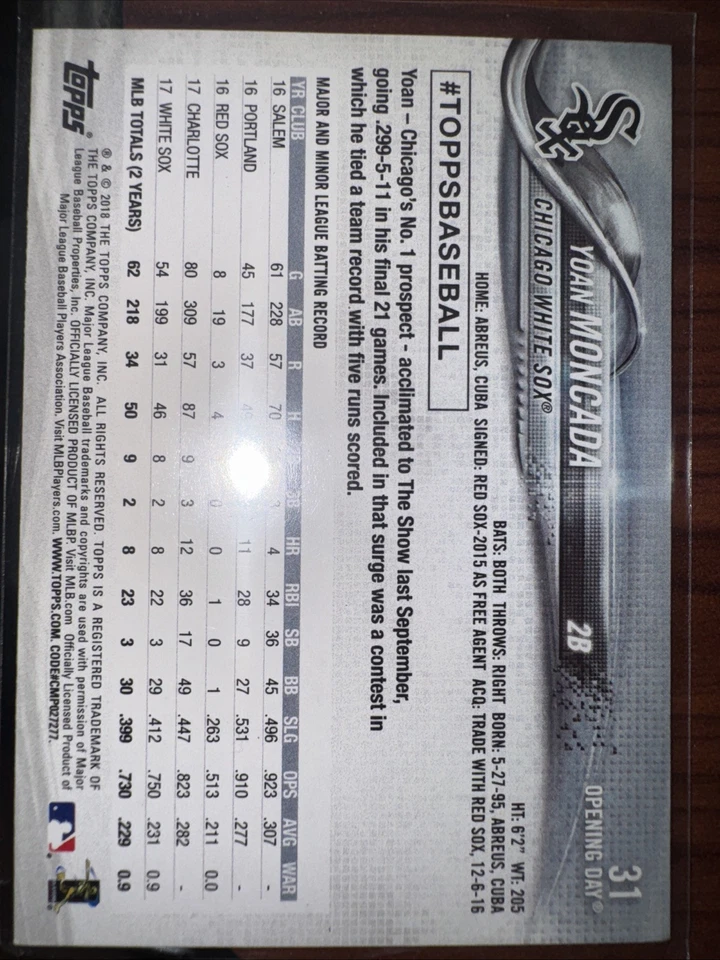 31
OPENING DAY®
YOAN MONCADA 2B
CHICAGO WHITE SOX®
Sox
HT: 6'2" WT: 205
BATS: BOTH THROWS: RIGHT BORN: 5-27-95, ABREUS, CUBA
HOME: ABREUS, CUBA SIGNED: RED SOX-2015 AS FREE AGENT ACQ: TRADE WITH RED SOX, 12-6-16
#TOPPSBASEBALL
Yoan – Chicago's No. 1 prospect - acclimated to The Show last September,
going .299-5-11 in his final 21 games. Included in that surge was a contest in
which he tied a team record with five runs scored.
MAJOR AND MINOR LEAGUE BATTING RECORD
YR CLUB G AB R H 3B HR RBI SB BB SLG OPS AVG WAR
16 SALEM 61 228 57 70 4 34 36 45 .496 .923 .307 -
16 PORTLAND 45 177 37 11 28 9 27 .531 .910 .277 -
16 RED SOX 8 19 3 4 0 0 1 0 1 .263 .513 .211 0.0
17 CHARLOTTE 80 309 57 87 9 3 12 36 17 49 .447 .823 .282 -
17 WHITE SOX 54 199 31 46 8 2 8 22 3 29 .412 .750 .231 0.9
MLB TOTALS (2 YEARS) 62 218 34 50 9 2 8 23 3 30 .399 .730 .229 0.9
topps®
® & © 2018 THE TOPPS COMPANY, INC. ALL RIGHTS RESERVED. TOPPS IS A REGISTERED TRADEMARK OF
THE TOPPS COMPANY, INC. Major League Baseball trademarks and copyrights are used with permission of Major
League Baseball Properties, Inc. OFFICIALLY LICENSED PRODUCT OF MLBP. Visit MLB.com Officially Licensed Product of
Major League Baseball Players Association. Visit MLBPlayers.com. WWW.TOPPS.COM. CODE#CMP027277.